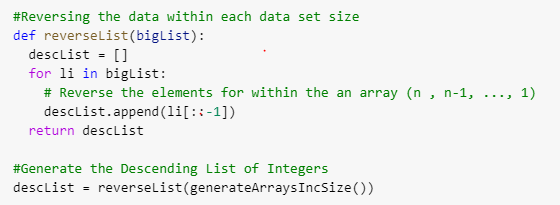 #Reversing the data within each data set size
def reverseList(bigList):
  descList = []
  for li in bigList:
    # Reverse the elements for within the an array (n , n-1, ..., 1)
    descList.append(li[::-1])
  return descList

#Generate the Descending List of Integers
descList = reverseList(generateArraysIncSize())